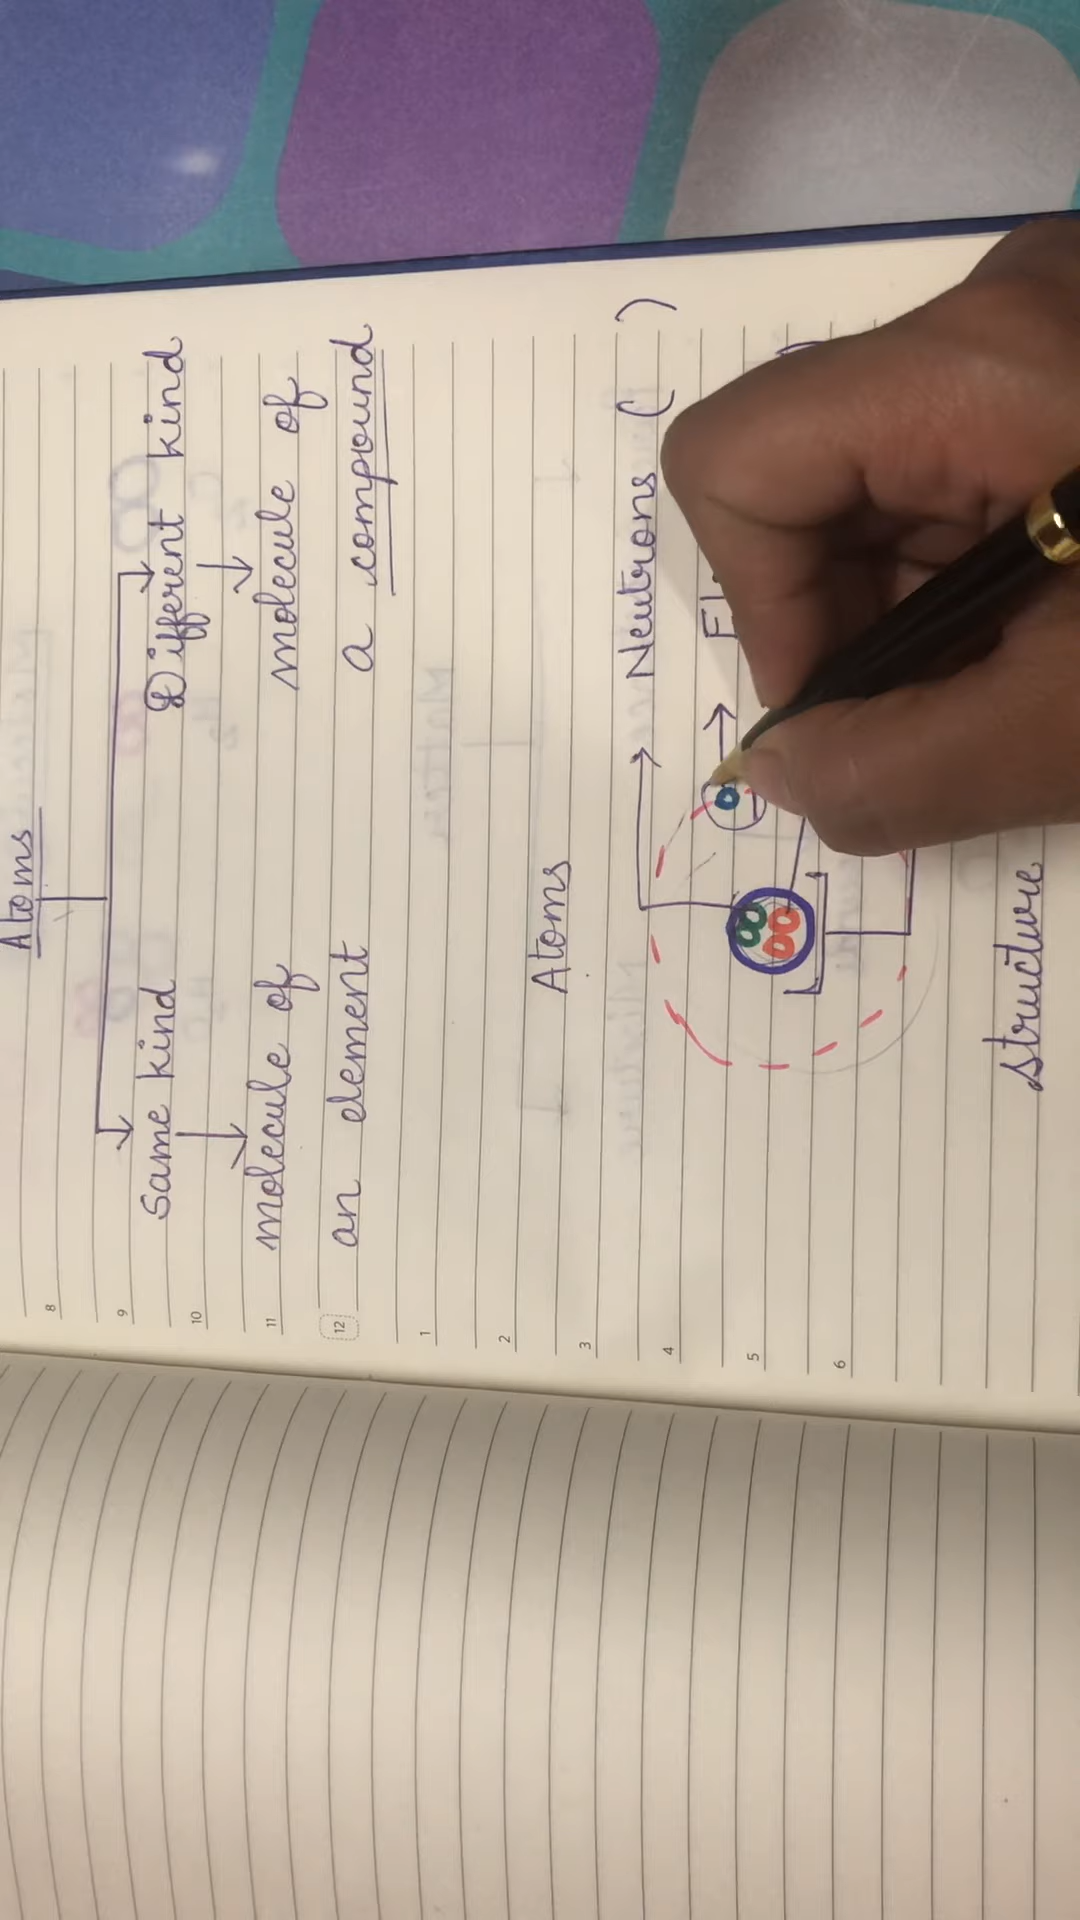 Atoms
Same kind Different kind
molecule of molecule of
an element a compound
Atoms
Neutrons ( )
Structure
8
9
10
11
12
1
2
3
4
5
6